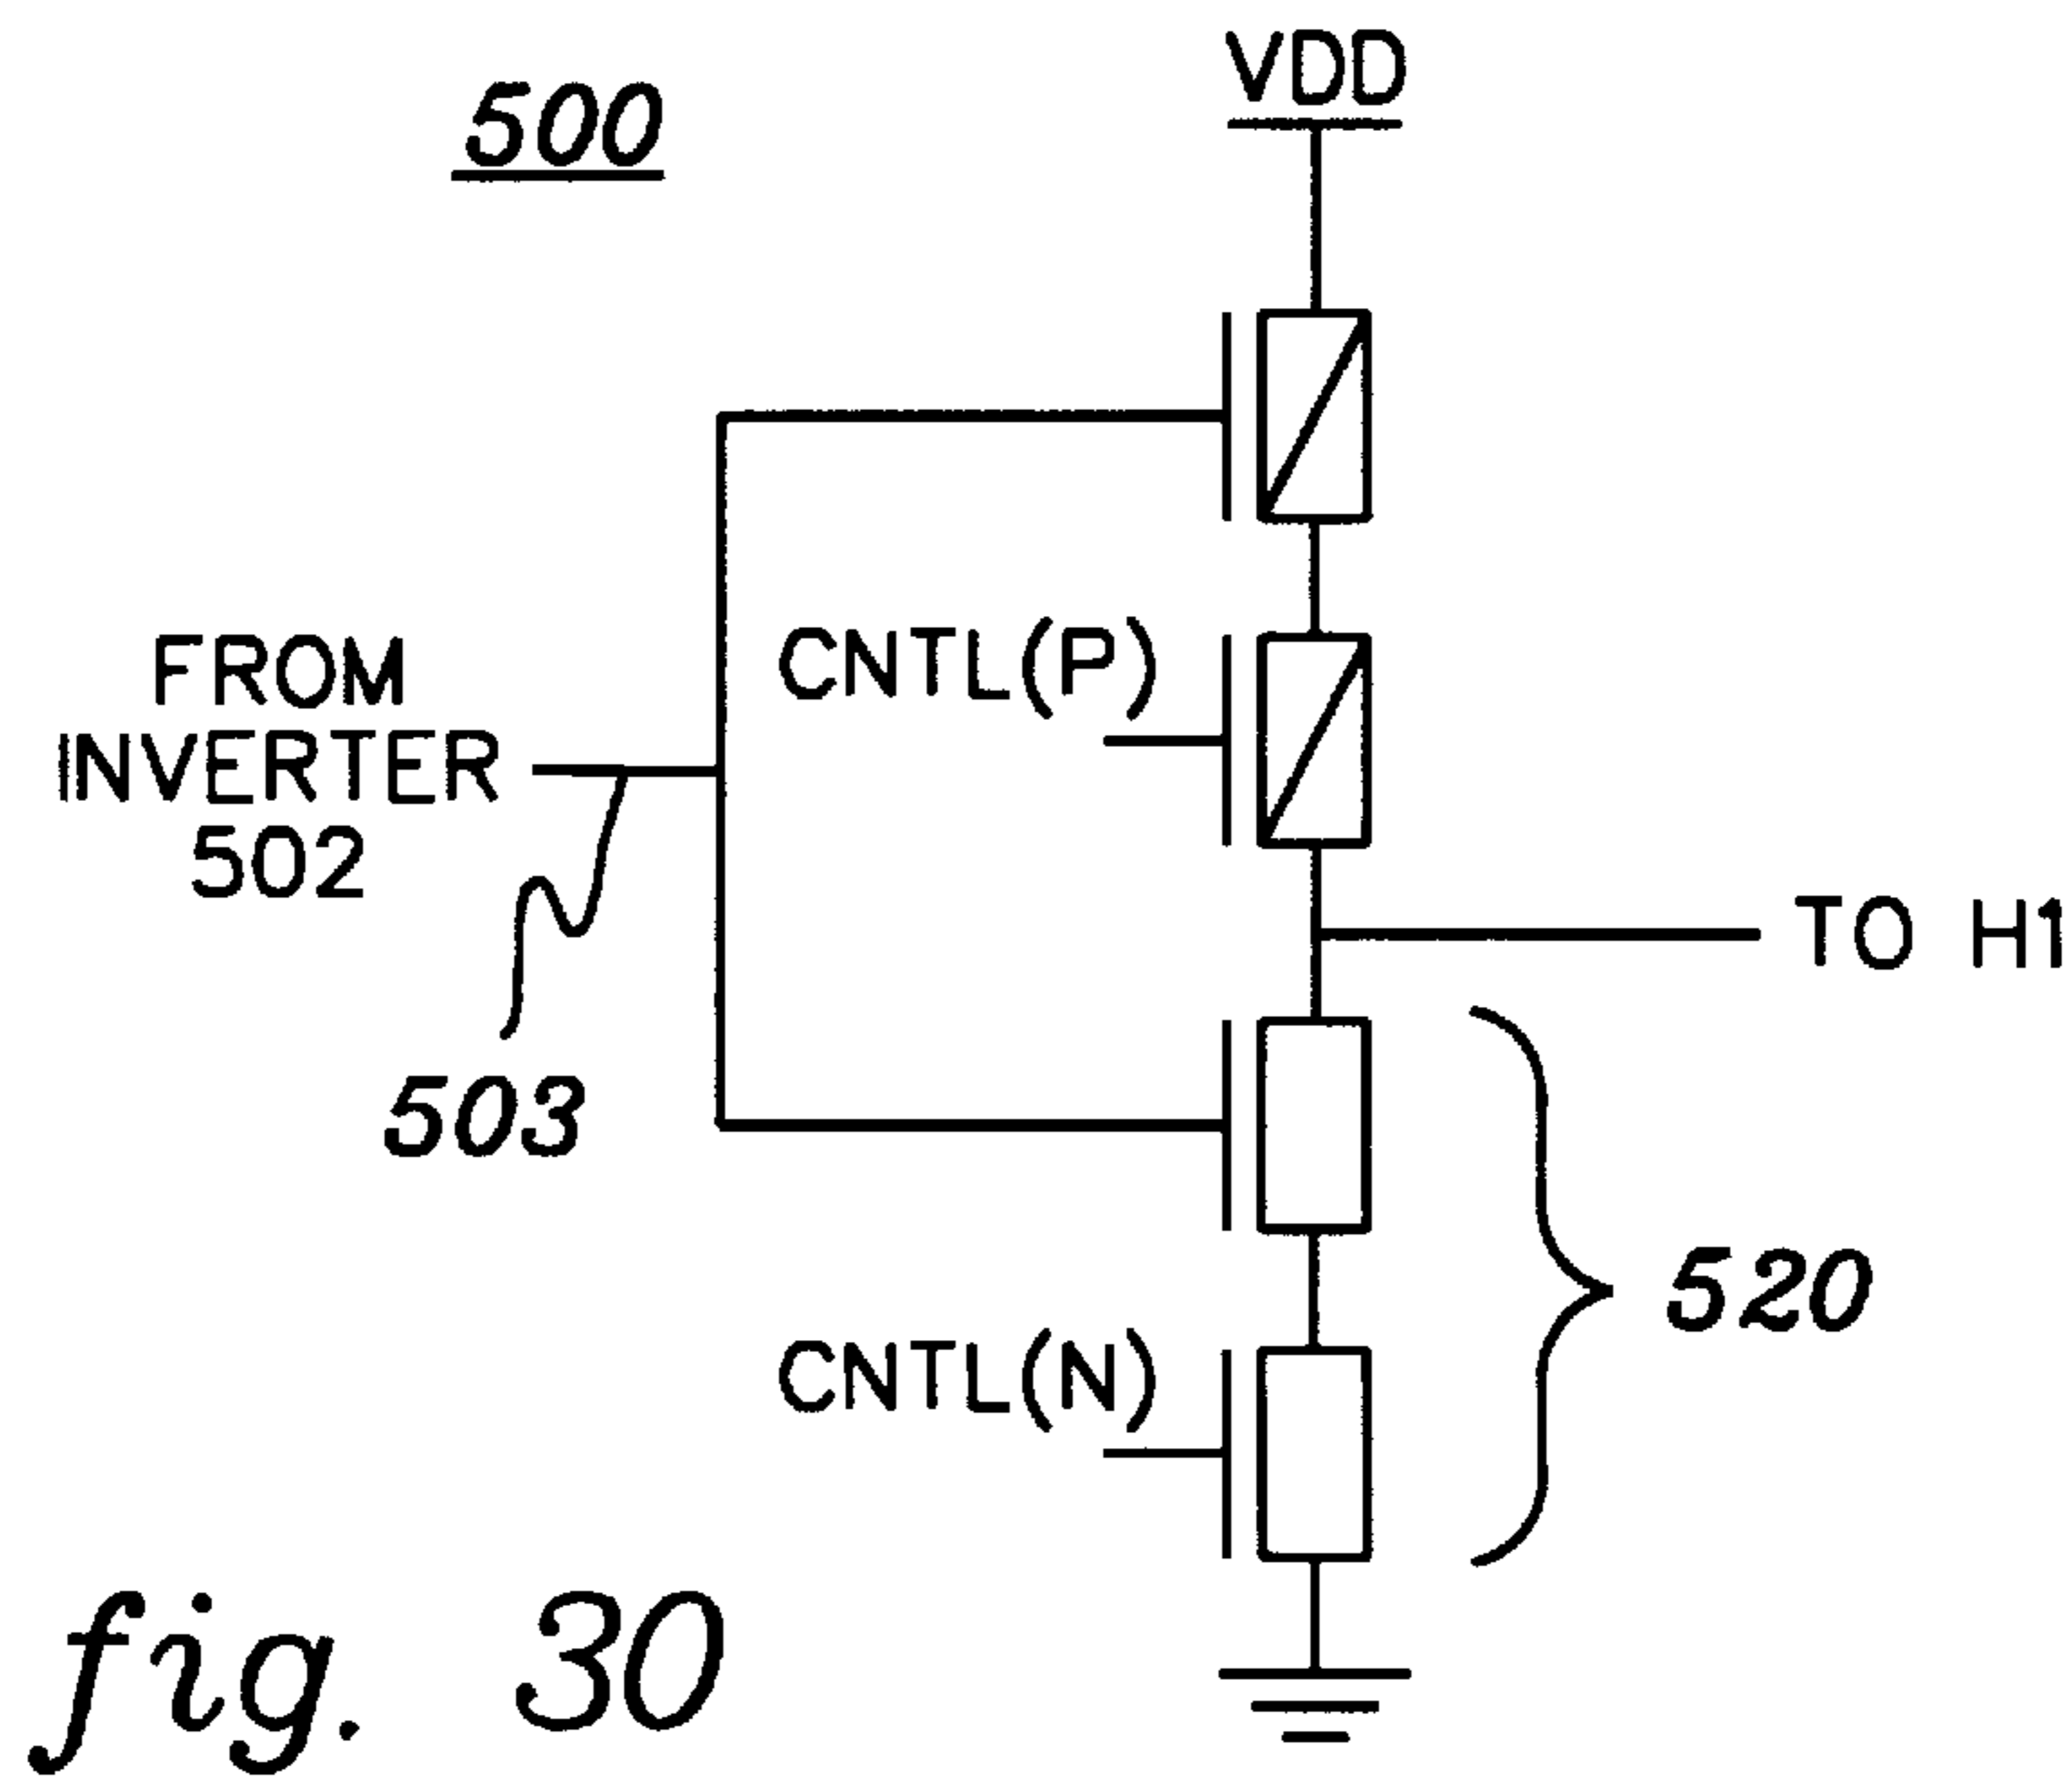 500
VDD
CNTL(P)
FROM
INVERTER
502
TO H1
503
520
CNTL(N)
fig. 30